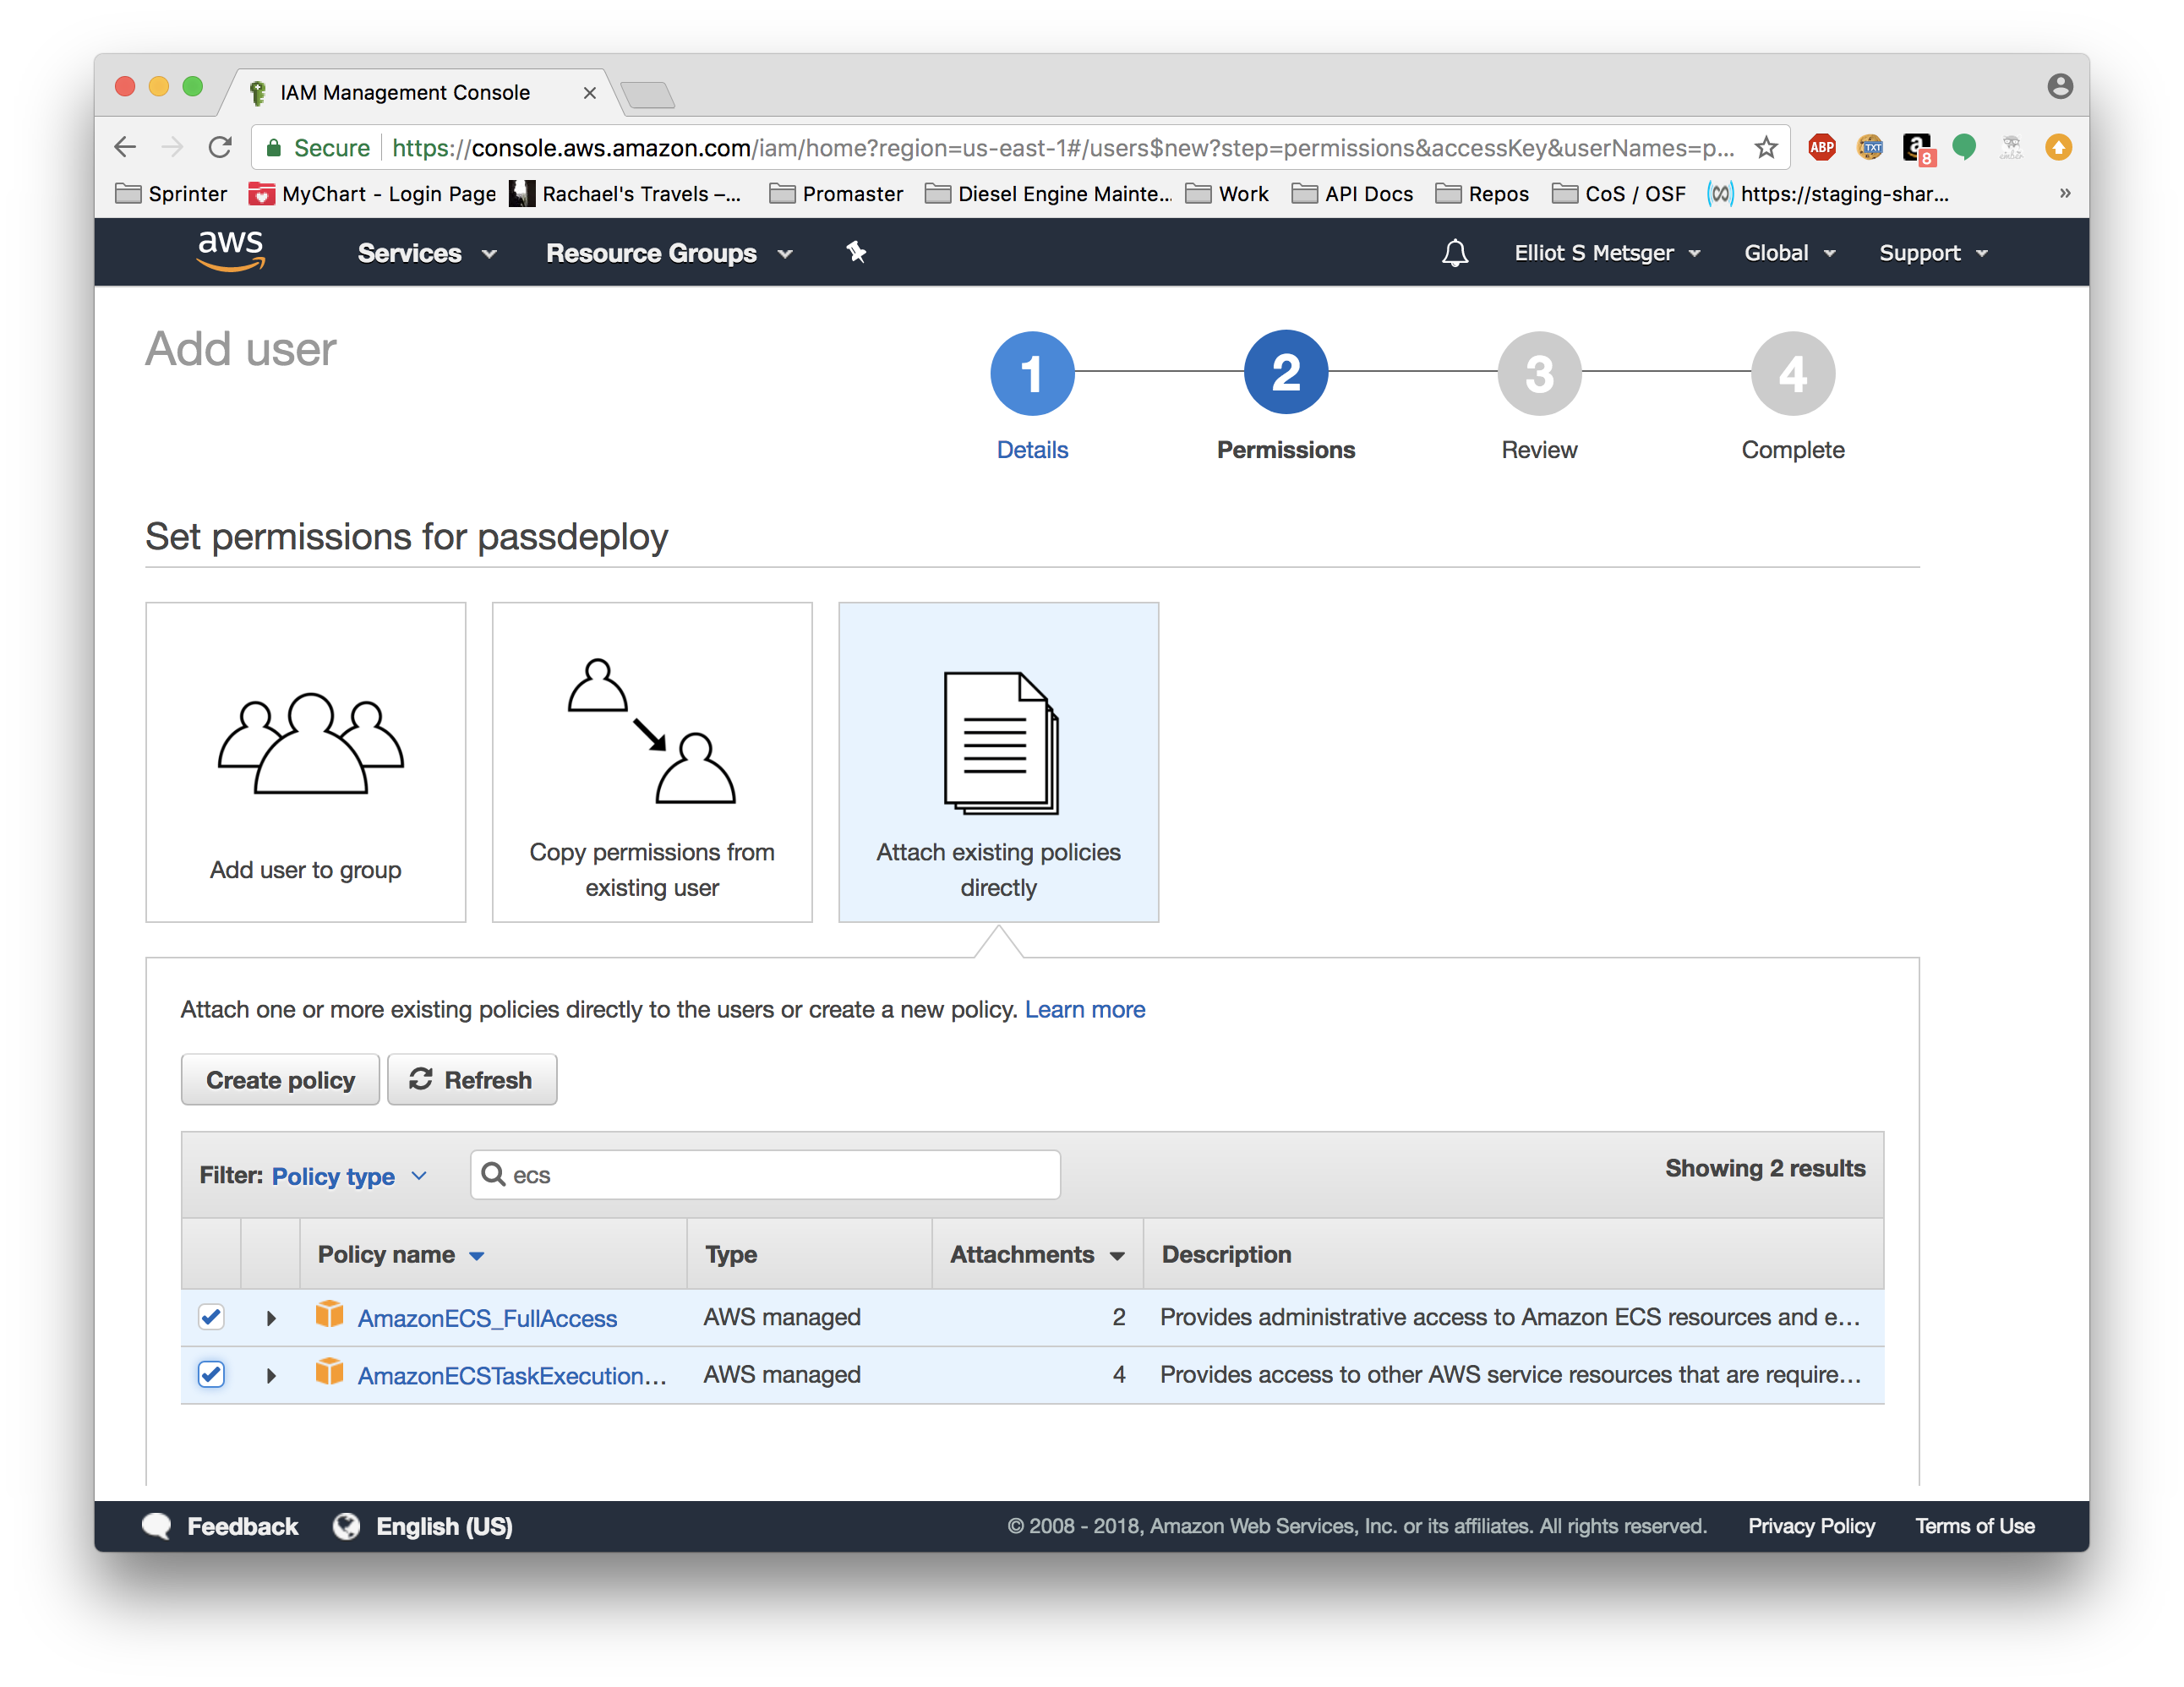 IAM Management Console
Secure https://console.aws.amazon.com/iam/home?region=us-east-1#/users$new?step=permissions&accessKey&userNames=p...
ABP TXT a 8
Sprinter MyChart - Login Page Rachael's Travels –... Promaster Diesel Engine Mainte... Work API Docs Repos CoS / OSF https://staging-shar... »
aws Services Resource Groups Elliot S Metsger Global Support
Add user
1 2 3 4
Details Permissions Review Complete
Set permissions for passdeploy
Add user to group
Copy permissions from
existing user
Attach existing policies
directly
Attach one or more existing policies directly to the users or create a new policy. Learn more
Create policy Refresh
Filter: Policy type ecs Showing 2 results
Policy name Type Attachments Description
AmazonECS_FullAccess AWS managed 2 Provides administrative access to Amazon ECS resources and e...
AmazonECSTaskExecution... AWS managed 4 Provides access to other AWS service resources that are require...
Feedback English (US) © 2008 - 2018, Amazon Web Services, Inc. or its affiliates. All rights reserved. Privacy Policy Terms of Use